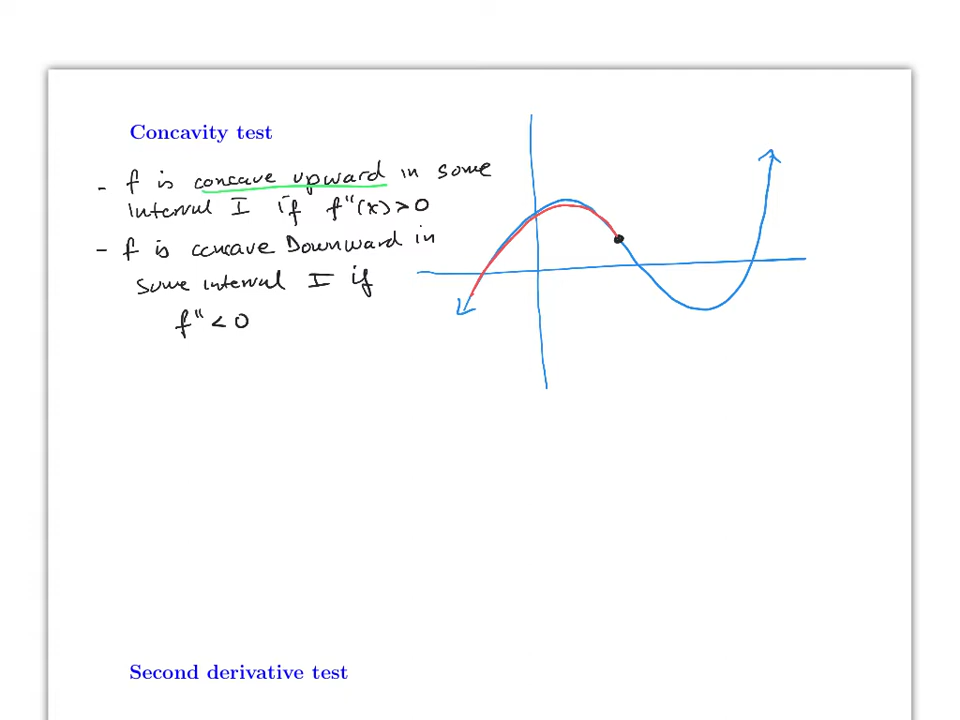 Concavity test
- f is concave upward in some
interval I if f"(x)>0
- f is concave Downward in
some interval I if
f" < 0
Second derivative test